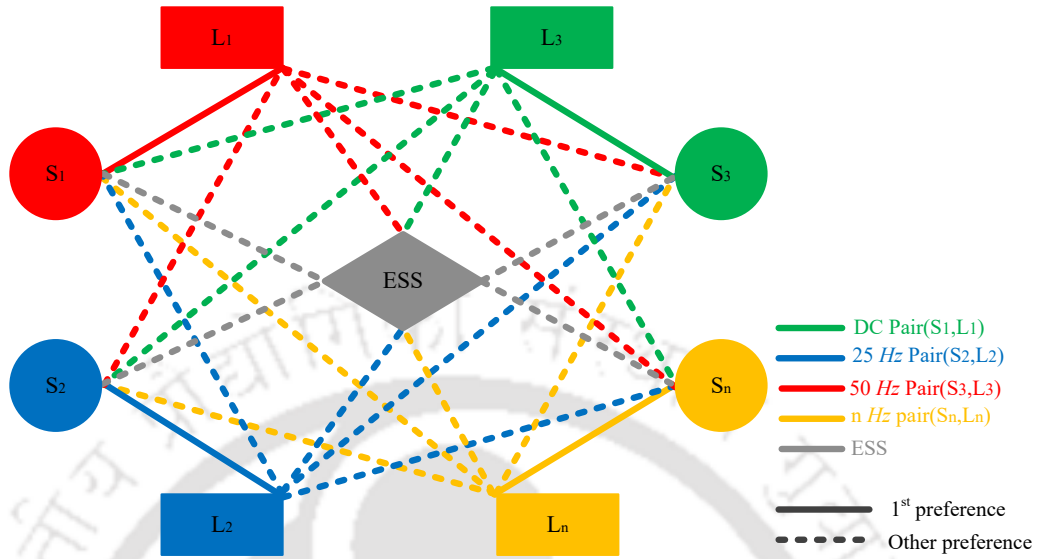 L1
L3
S1
S3
ESS
S2
Sn
L2
Ln
DC Pair(S1,L1)
25 Hz Pair(S2,L2)
50 Hz Pair(S3,L3)
n Hz pair(Sn,Ln)
ESS
1st preference
Other preference